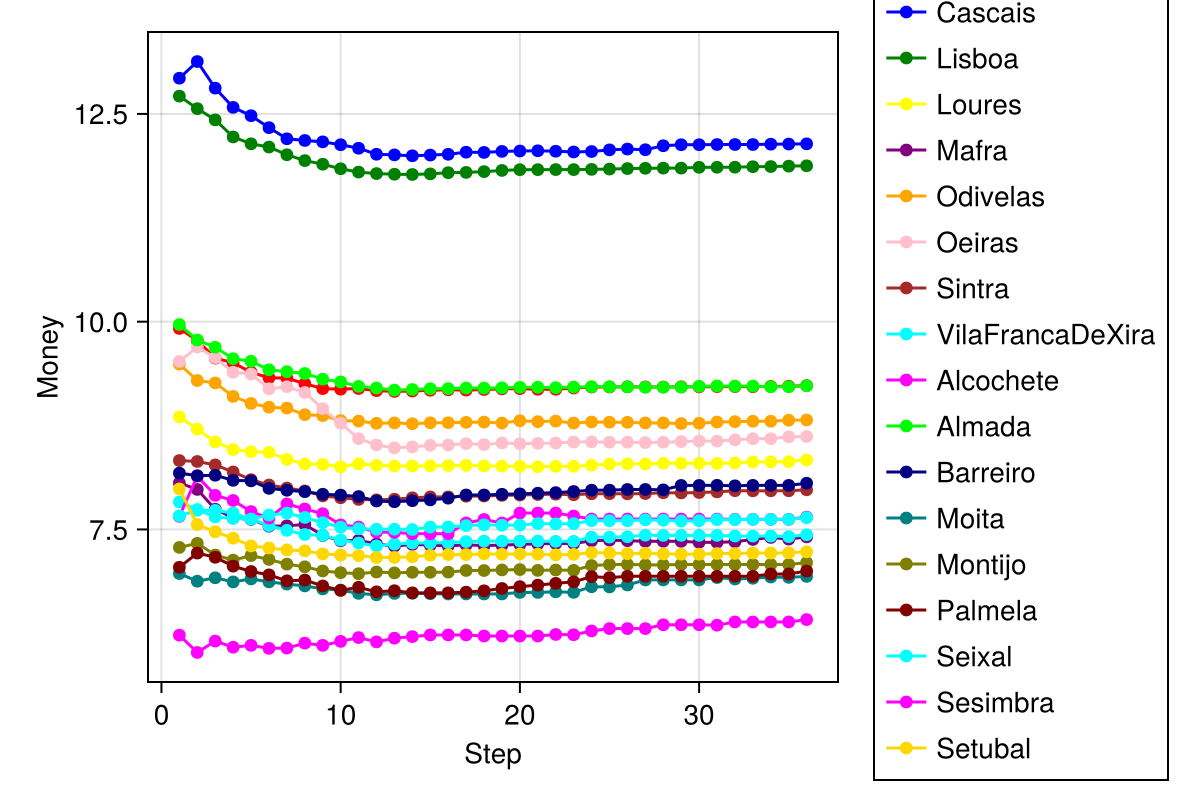 Cascais
Lisboa
Loures
Mafra
Odivelas
Oeiras
Sintra
VilaFrancaDeXira
Alcochete
Almada
Barreiro
Moita
Montijo
Palmela
Seixal
Sesimbra
Setubal
12.5
10.0
7.5
Money
0
10
20
30
Step